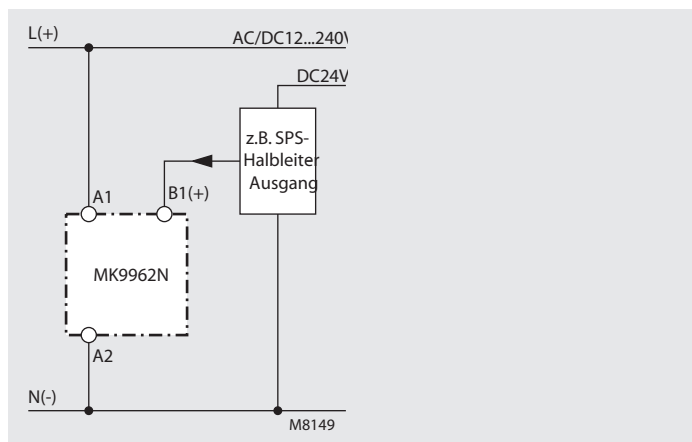 L(+)
AC/DC12...240V
DC24V
z.B. SPS-
Halbleiter
Ausgang
A1
B1(+)
MK9962N
A2
N(-)
M8149